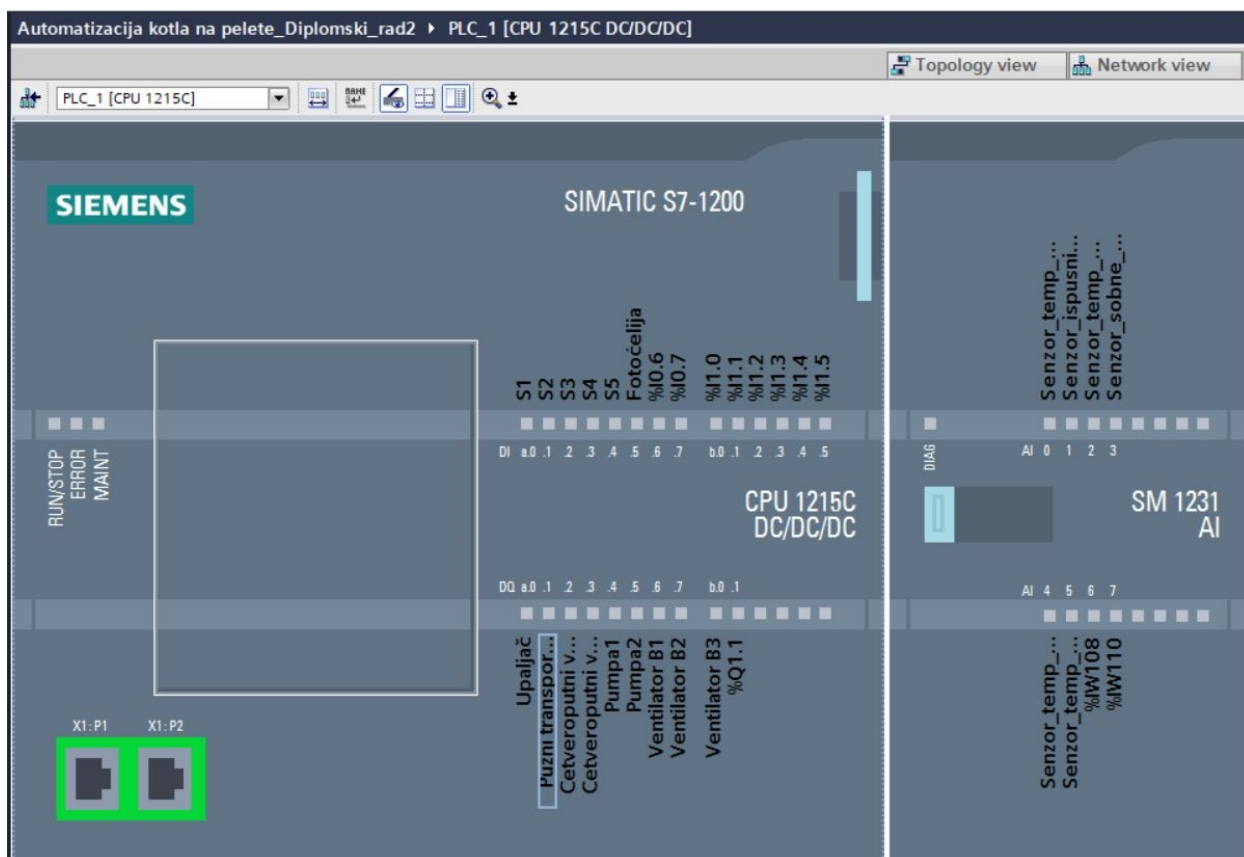 Automatizacija kotla na pelete_Diplomski_rad2 ▸ PLC_1 [CPU 1215C DC/DC/DC]
Topology view
Network view
PLC_1 [CPU 1215C]
NAME
SIEMENS
SIMATIC S7-1200
S1
S2
S3
S4
S5
Fotoćelija
%I0.6
%I0.7
%I1.0
%I1.1
%I1.2
%I1.3
%I1.4
%I1.5
Senzor_temp_...
Senzor_ispusni...
Senzor_temp_...
Senzor_sobne_...
RUN/STOP
ERROR
MAINT
DI a.0 .1 .2 .3 .4 .5 .6 .7 b.0 .1 .2 .3 .4 .5
DIAG
AI 0 1 2 3
CPU 1215C
DC/DC/DC
SM 1231
AI
DQ a.0 .1 .2 .3 .4 .5 .6 .7 b.0 .1
AI 4 5 6 7
Upaljač
Puzni transpor...
Cetveroputni v...
Cetveroputni v...
Pumpa1
Pumpa2
Ventilator B1
Ventilator B2
Ventilator B3
%Q1.1
Senzor_temp_...
Senzor_temp_...
%IW108
%IW110
X1:P1
X1:P2